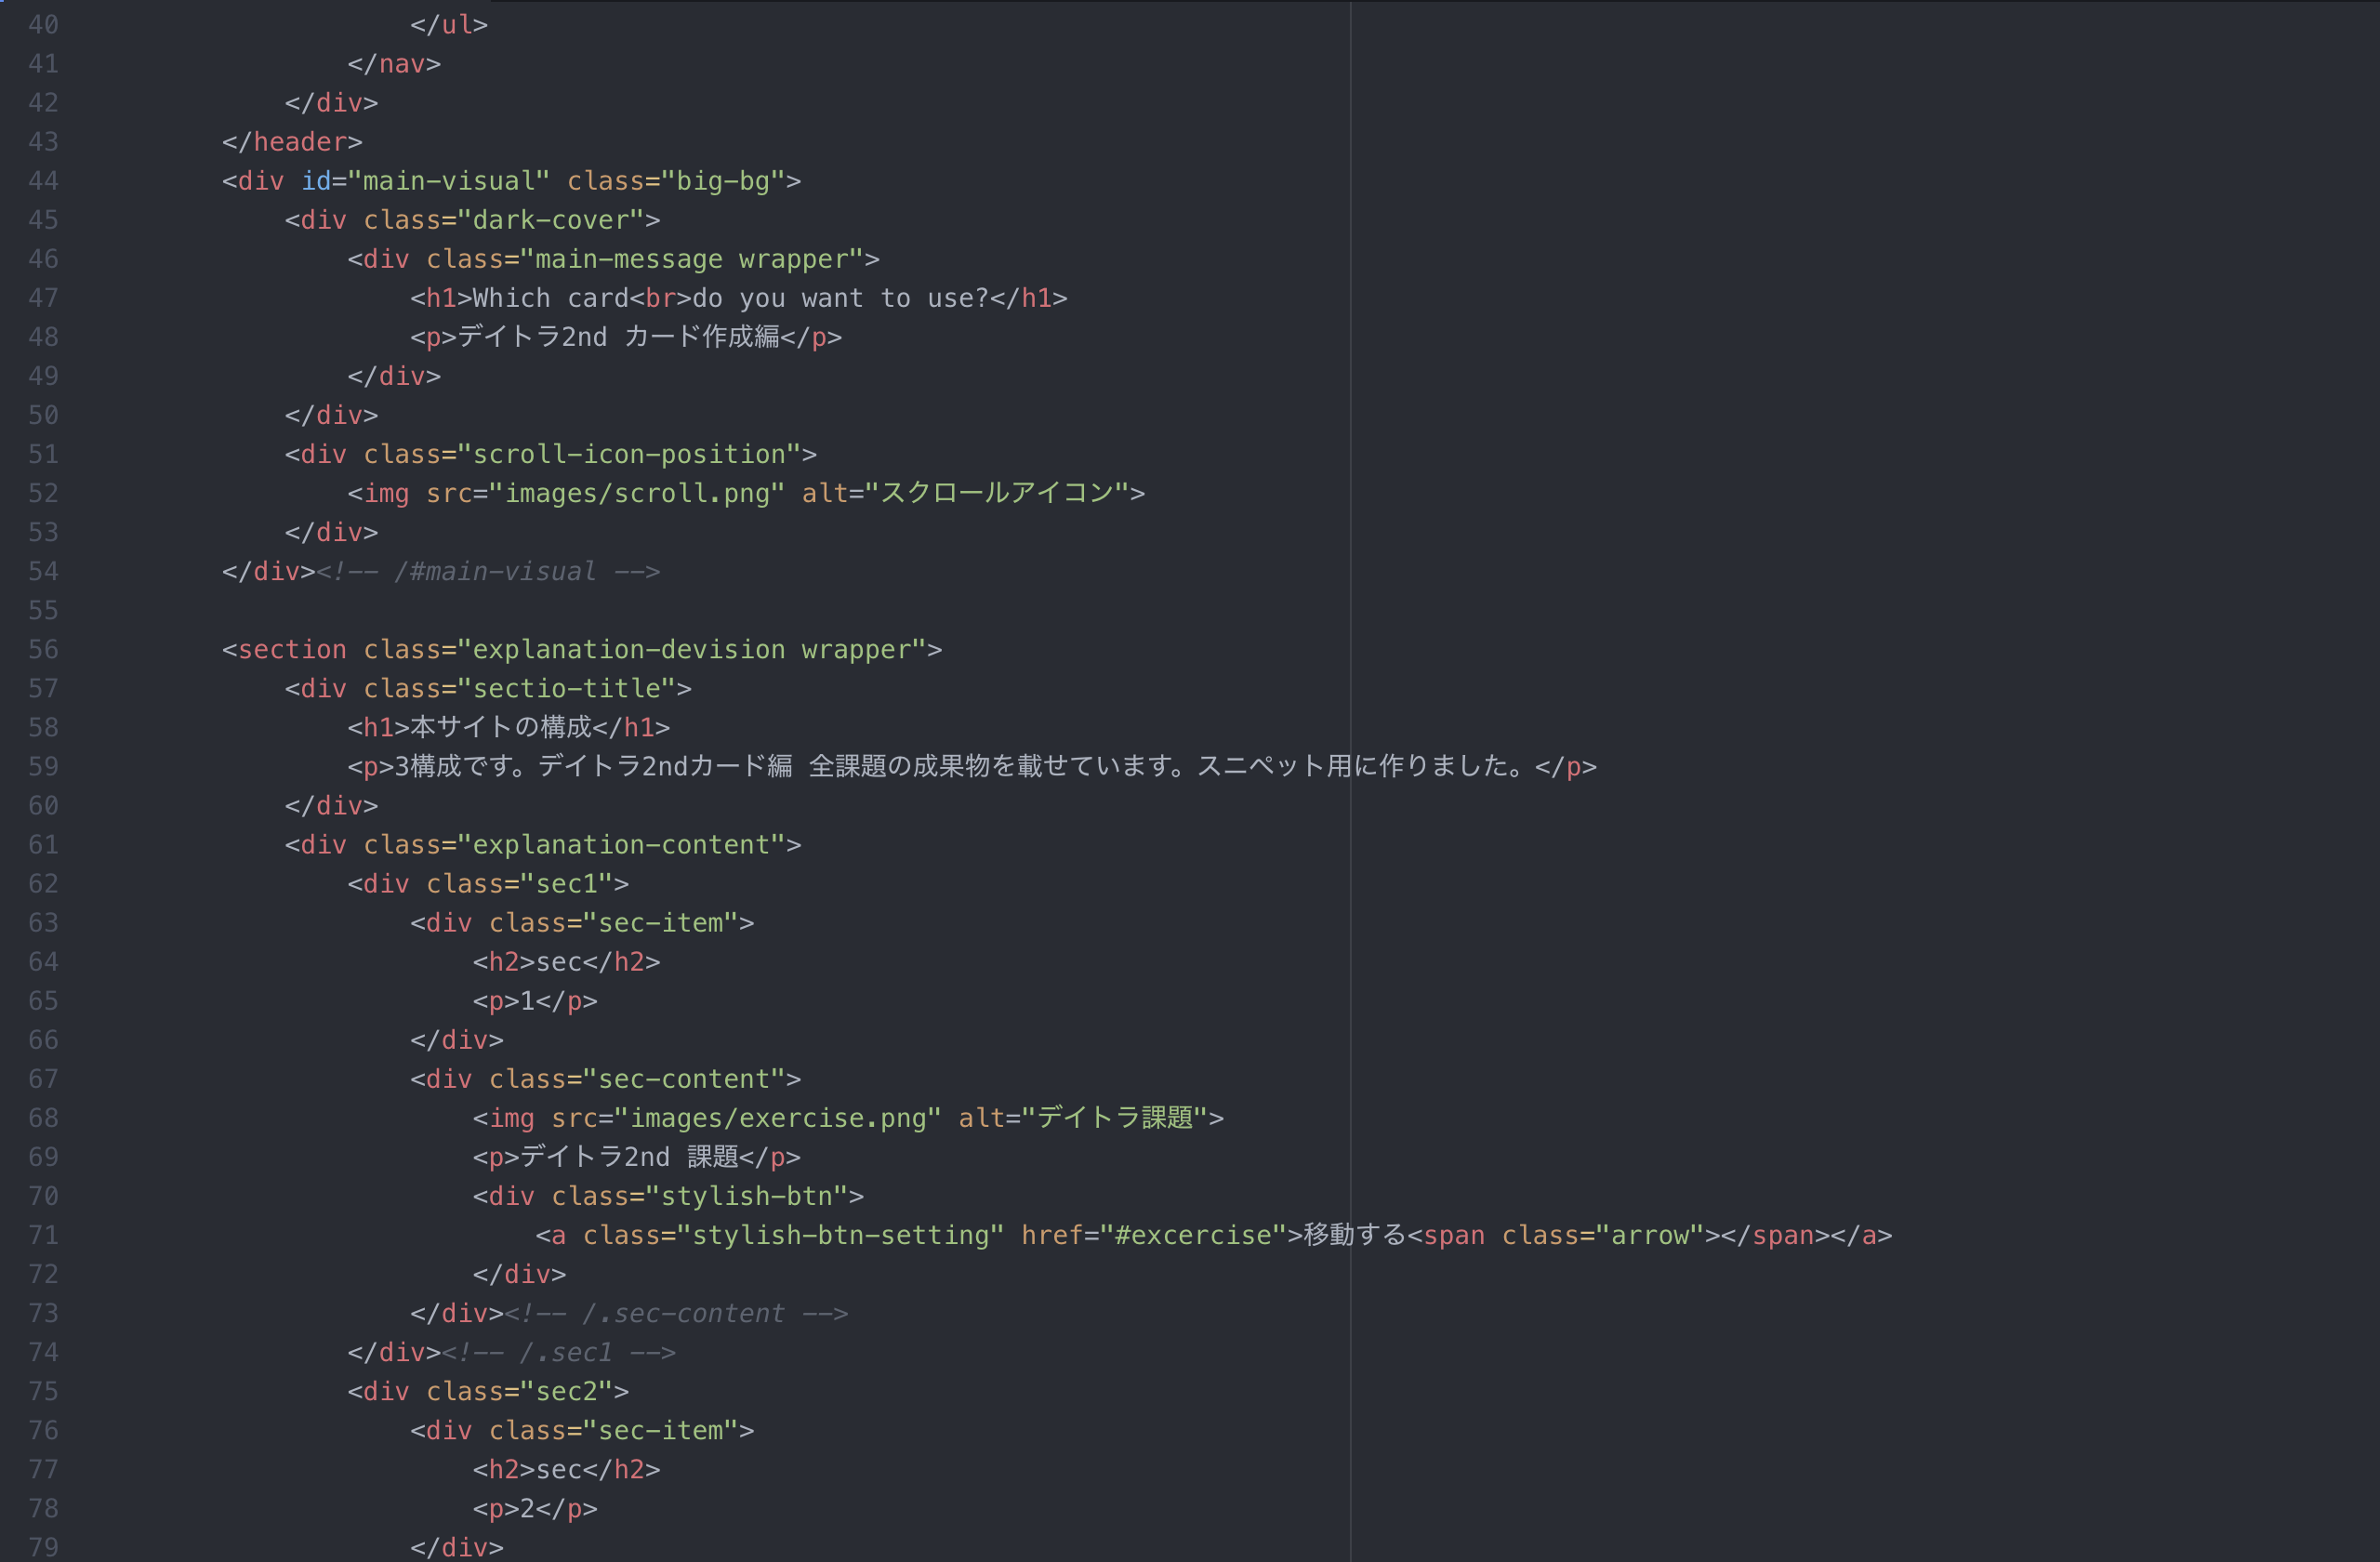 40 </ul>
41 </nav>
42 </div>
43 </header>
44 <div id="main-visual" class="big-bg">
45 <div class="dark-cover">
46 <div class="main-message wrapper">
47 <h1>Which card<br>do you want to use?</h1>
48 <p>デイトラ2nd カード作成編</p>
49 </div>
50 </div>
51 <div class="scroll-icon-position">
52 <img src="images/scroll.png" alt="スクロールアイコン">
53 </div>
54 </div><!-- /#main-visual -->
55
56 <section class="explanation-devision wrapper">
57 <div class="sectio-title">
58 <h1>本サイトの構成</h1>
59 <p>3構成です。デイトラ2ndカード編 全課題の成果物を載せています。スニペット用に作りました。</p>
60 </div>
61 <div class="explanation-content">
62 <div class="sec1">
63 <div class="sec-item">
64 <h2>sec</h2>
65 <p>1</p>
66 </div>
67 <div class="sec-content">
68 <img src="images/exercise.png" alt="デイトラ課題">
69 <p>デイトラ2nd 課題</p>
70 <div class="stylish-btn">
71 <a class="stylish-btn-setting" href="#excercise">移動する<span class="arrow"></span></a>
72 </div>
73 </div><!-- /.sec-content -->
74 </div><!-- /.sec1 -->
75 <div class="sec2">
76 <div class="sec-item">
77 <h2>sec</h2>
78 <p>2</p>
79 </div>